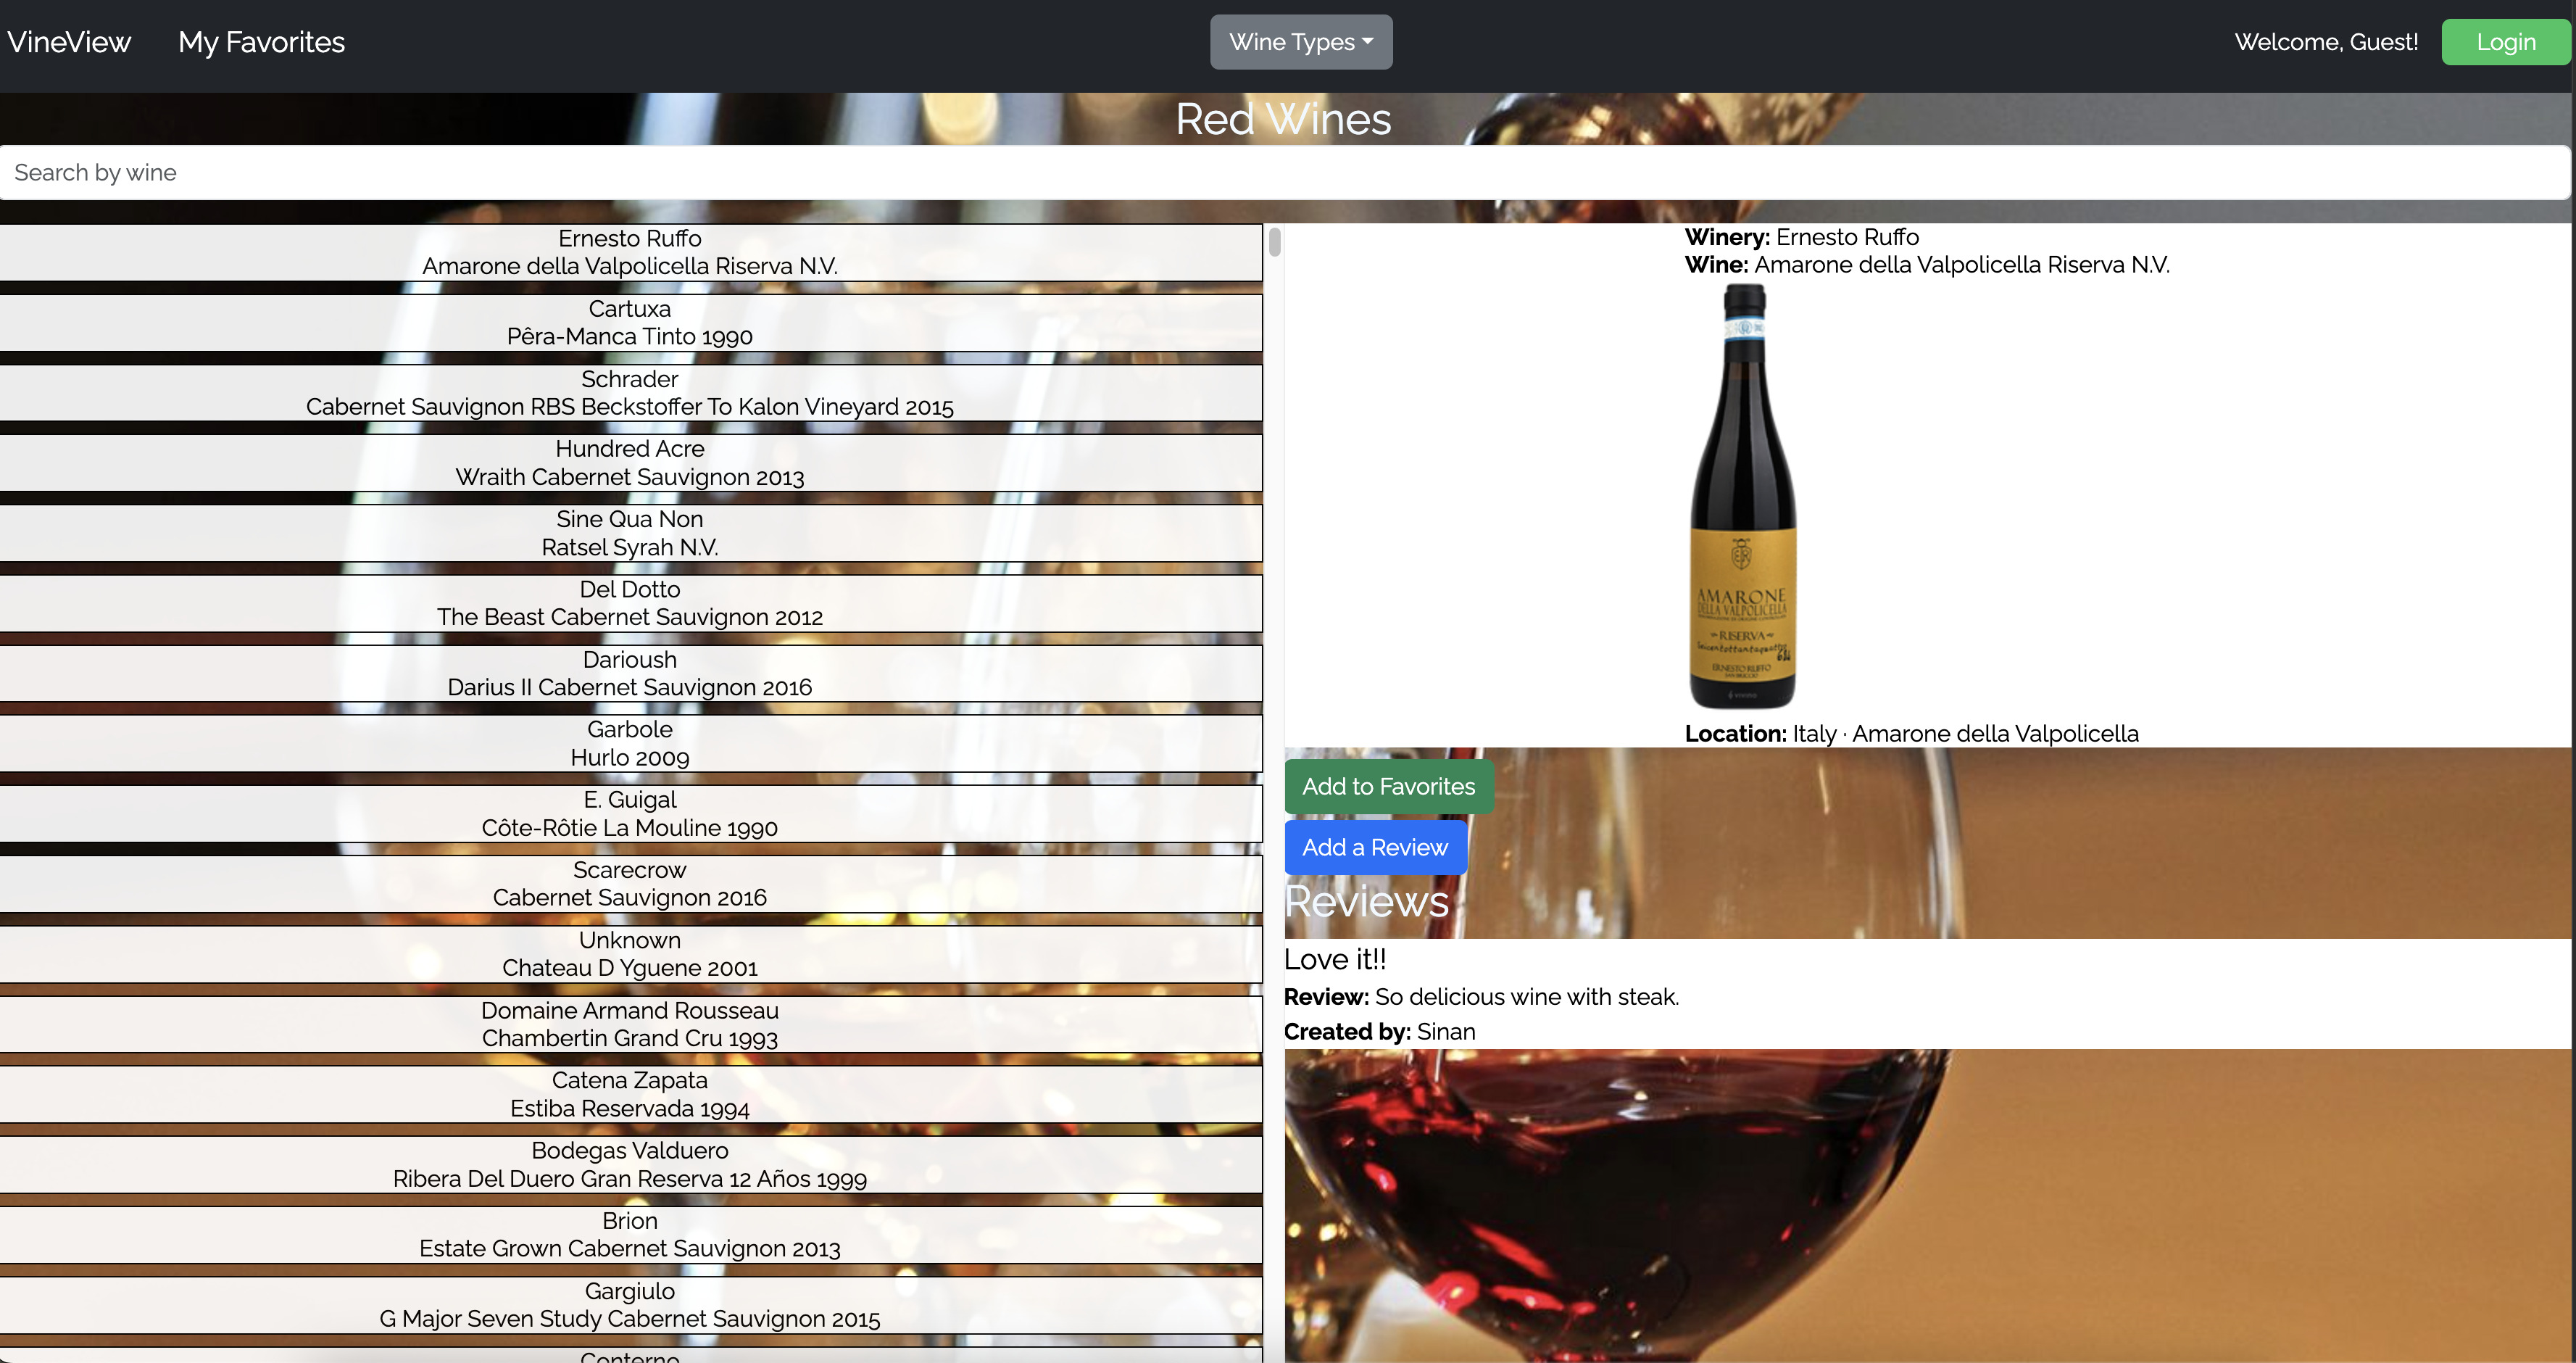 VineView
My Favorites
Wine Types
Welcome, Guest!
Login
Red Wines
Search by wine
Ernesto Ruffo
Amarone della Valpolicella Riserva N.V.
Cartuxa
Pêra-Manca Tinto 1990
Schrader
Cabernet Sauvignon RBS Beckstoffer To Kalon Vineyard 2015
Hundred Acre
Wraith Cabernet Sauvignon 2013
Sine Qua Non
Ratsel Syrah N.V.
Del Dotto
The Beast Cabernet Sauvignon 2012
Darioush
Darius II Cabernet Sauvignon 2016
Garbole
Hurlo 2009
E. Guigal
Côte-Rôtie La Mouline 1990
Scarecrow
Cabernet Sauvignon 2016
Unknown
Chateau D Yguene 2001
Domaine Armand Rousseau
Chambertin Grand Cru 1993
Catena Zapata
Estiba Reservada 1994
Bodegas Valduero
Ribera Del Duero Gran Reserva 12 Años 1999
Brion
Estate Grown Cabernet Sauvignon 2013
Gargiulo
G Major Seven Study Cabernet Sauvignon 2015
Conterno
Winery: Ernesto Ruffo
Wine: Amarone della Valpolicella Riserva N.V.
AMARONE
DELLA VALPOLICELLA
RISERVA
ERNESTO RUFFO
Location: Italy · Amarone della Valpolicella
Add to Favorites
Add a Review
Reviews
Love it!!
Review: So delicious wine with steak.
Created by: Sinan